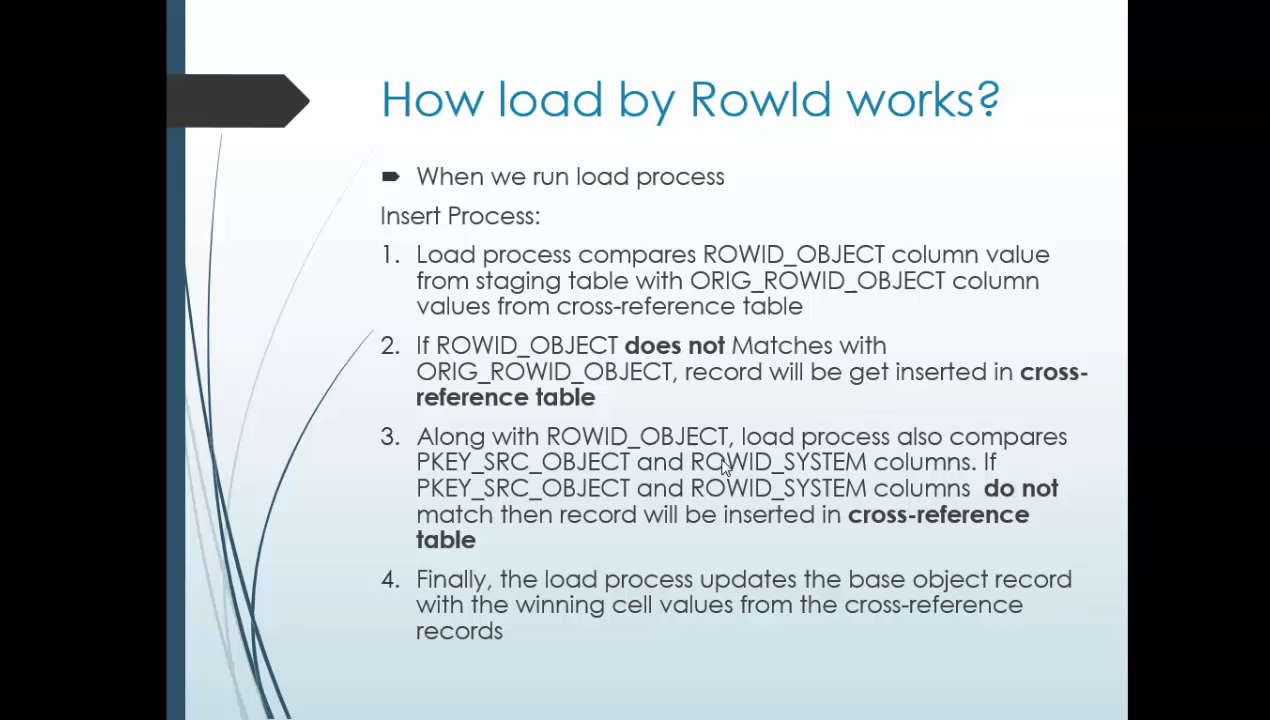 How load by RowId works?
When we run load process
Insert Process:
1. Load process compares ROWID_OBJECT column value
from staging table with ORIG_ROWID_OBJECT column
values from cross-reference table
2. If ROWID_OBJECT does not Matches with
ORIG_ROWID_OBJECT, record will be get inserted in cross-
reference table
3. Along with ROWID_OBJECT, load process also compares
PKEY_SRC_OBJECT and ROWID_SYSTEM columns. If
PKEY_SRC_OBJECT and ROWID_SYSTEM columns do not
match then record will be inserted in cross-reference
table
4. Finally, the load process updates the base object record
with the winning cell values from the cross-reference
records